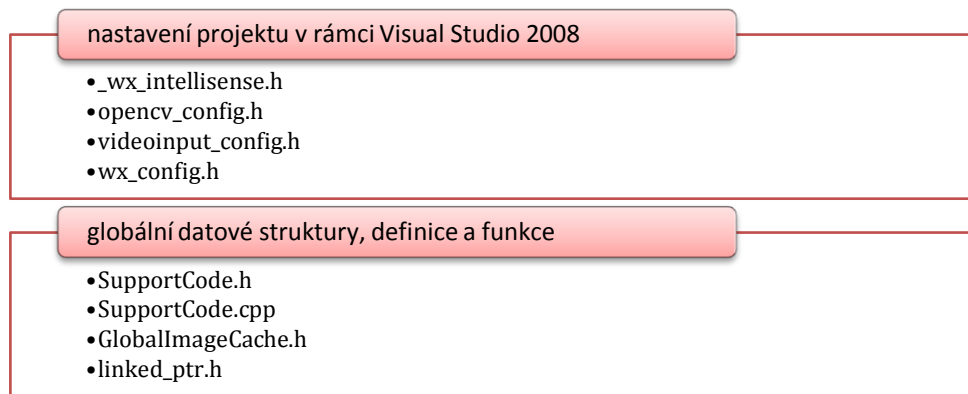 nastavení projektu v rámci Visual Studio 2008
•_wx_intellisense.h
•opencv_config.h
•videoinput_config.h
•wx_config.h
globální datové struktury, definice a funkce
•SupportCode.h
•SupportCode.cpp
•GlobalImageCache.h
•linked_ptr.h